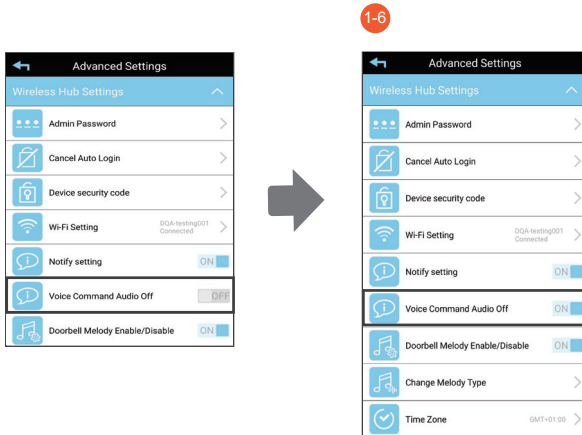 1-6
Advanced Settings
Wireless Hub Settings
Admin Password
Cancel Auto Login
Device security code
Wi-Fi Setting
DQA-testing001
Connected
Notify setting
ON
Voice Command Audio Off
OFF
Doorbell Melody Enable/Disable
ON
Advanced Settings
Wireless Hub Settings
Admin Password
Cancel Auto Login
Device security code
Wi-Fi Setting
DQA-testing001
Connected
Notify setting
ON
Voice Command Audio Off
ON
Doorbell Melody Enable/Disable
ON
Change Melody Type
Time Zone
GMT+01:00